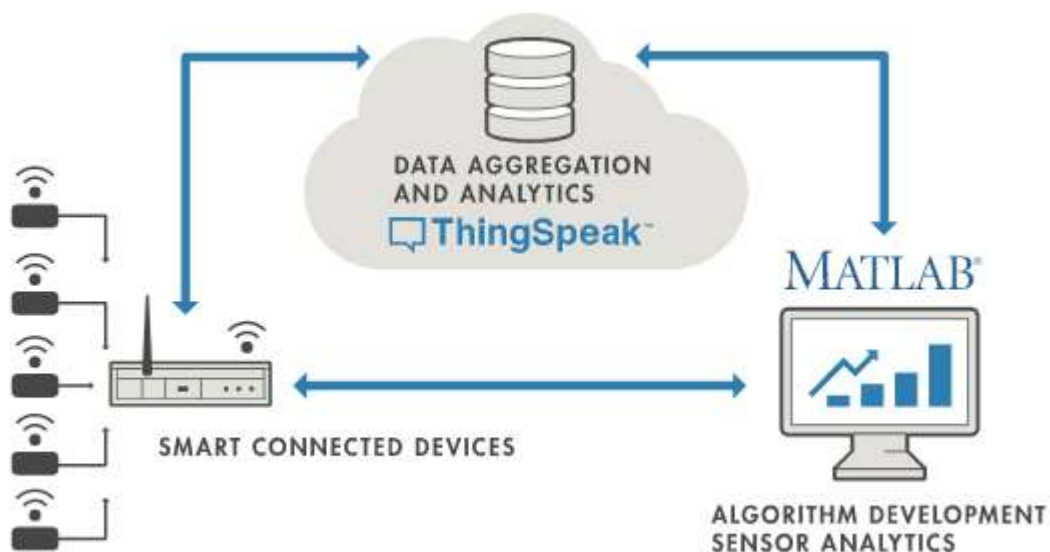 DATA AGGREGATION
AND ANALYTICS
ThingSpeak™
MATLAB®
SMART CONNECTED DEVICES
ALGORITHM DEVELOPMENT
SENSOR ANALYTICS